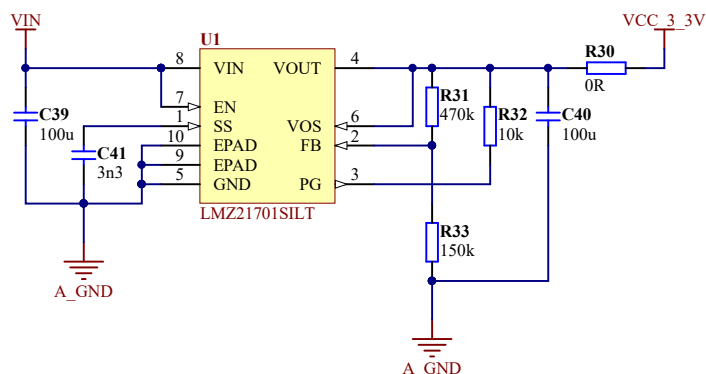 VIN
VCC_3_3V
U1
R30
8
VIN
VOUT
4
0R
C39
100u
7
EN
R31
470k
R32
10k
C40
100u
1
SS
VOS
6
10
EPAD
FB
2
C41
3n3
9
EPAD
5
GND
PG
3
LMZ21701SILT
R33
150k
A_GND
A_GND